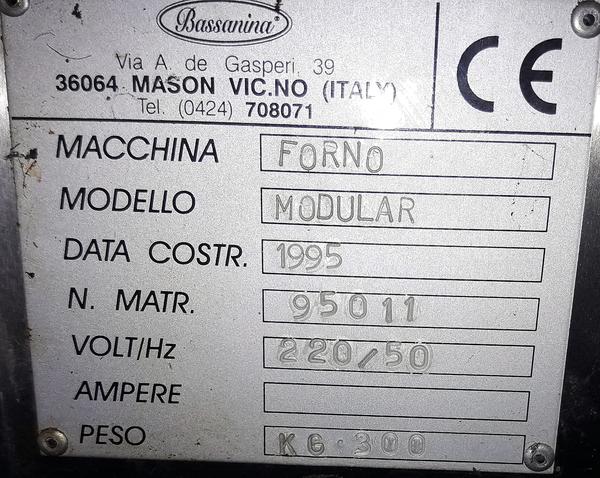 Bassanina®
Via A. de Gasperi, 39
36064 MASON VIC.NO (ITALY)
Tel. (0424) 708071
CE
MACCHINA FORNO
MODELLO MODULAR
DATA COSTR. 1995
N. MATR. 95011
VOLT/Hz 220/50
AMPERE
PESO KG.300